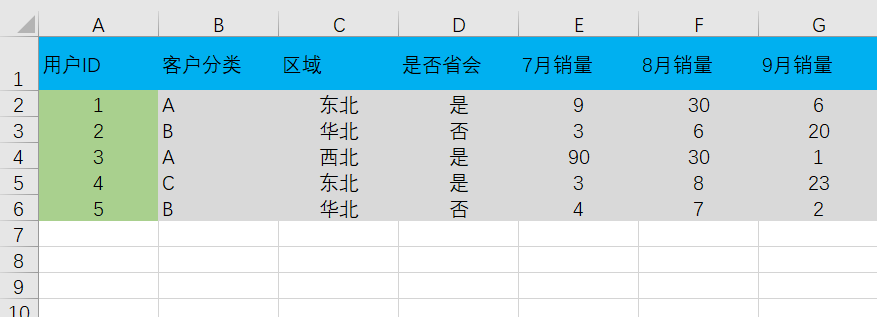 A B C D E F G
1 用户ID 客户分类 区域 是否省会 7月销量 8月销量 9月销量
2 1 A 东北 是 9 30 6
3 2 B 华北 否 3 6 20
4 3 A 西北 是 90 30 1
5 4 C 东北 是 3 8 23
6 5 B 华北 否 4 7 2
7
8
9
10